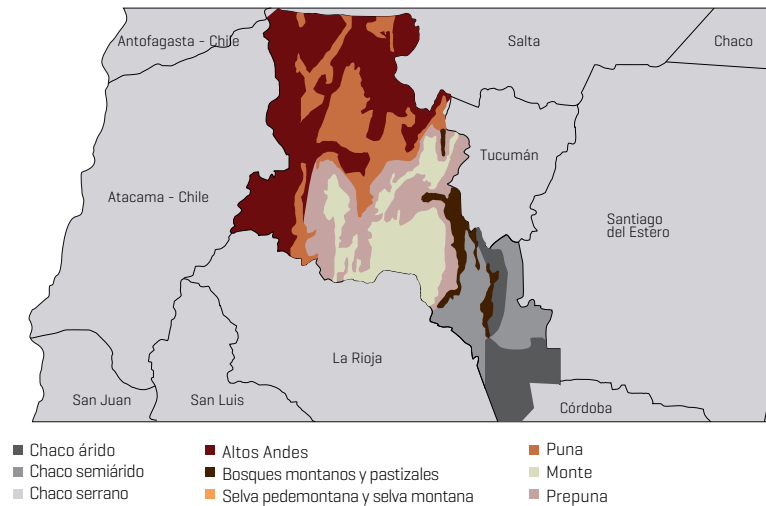 Antofagasta - Chile
Salta
Chaco
Tucumán
Atacama - Chile
Santiago
del Estero
La Rioja
San Juan
San Luis
Córdoba
Chaco árido
Chaco semiárido
Chaco serrano
Altos Andes
Bosques montanos y pastizales
Selva pedemontana y selva montana
Puna
Monte
Prepuna